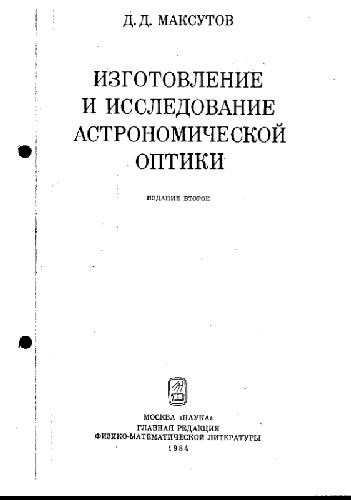 Д. Д. МАКСУТОВ
ИЗГОТОВЛЕНИЕ
И ИССЛЕДОВАНИЕ
АСТРОНОМИЧЕСКОЙ
ОПТИКИ
ИЗДАНИЕ ВТОРОЕ
МОСКВА «НАУКА»
ГЛАВНАЯ РЕДАКЦИЯ
ФИЗИКО-МАТЕМАТИЧЕСКОЙ ЛИТЕРАТУРЫ
1984